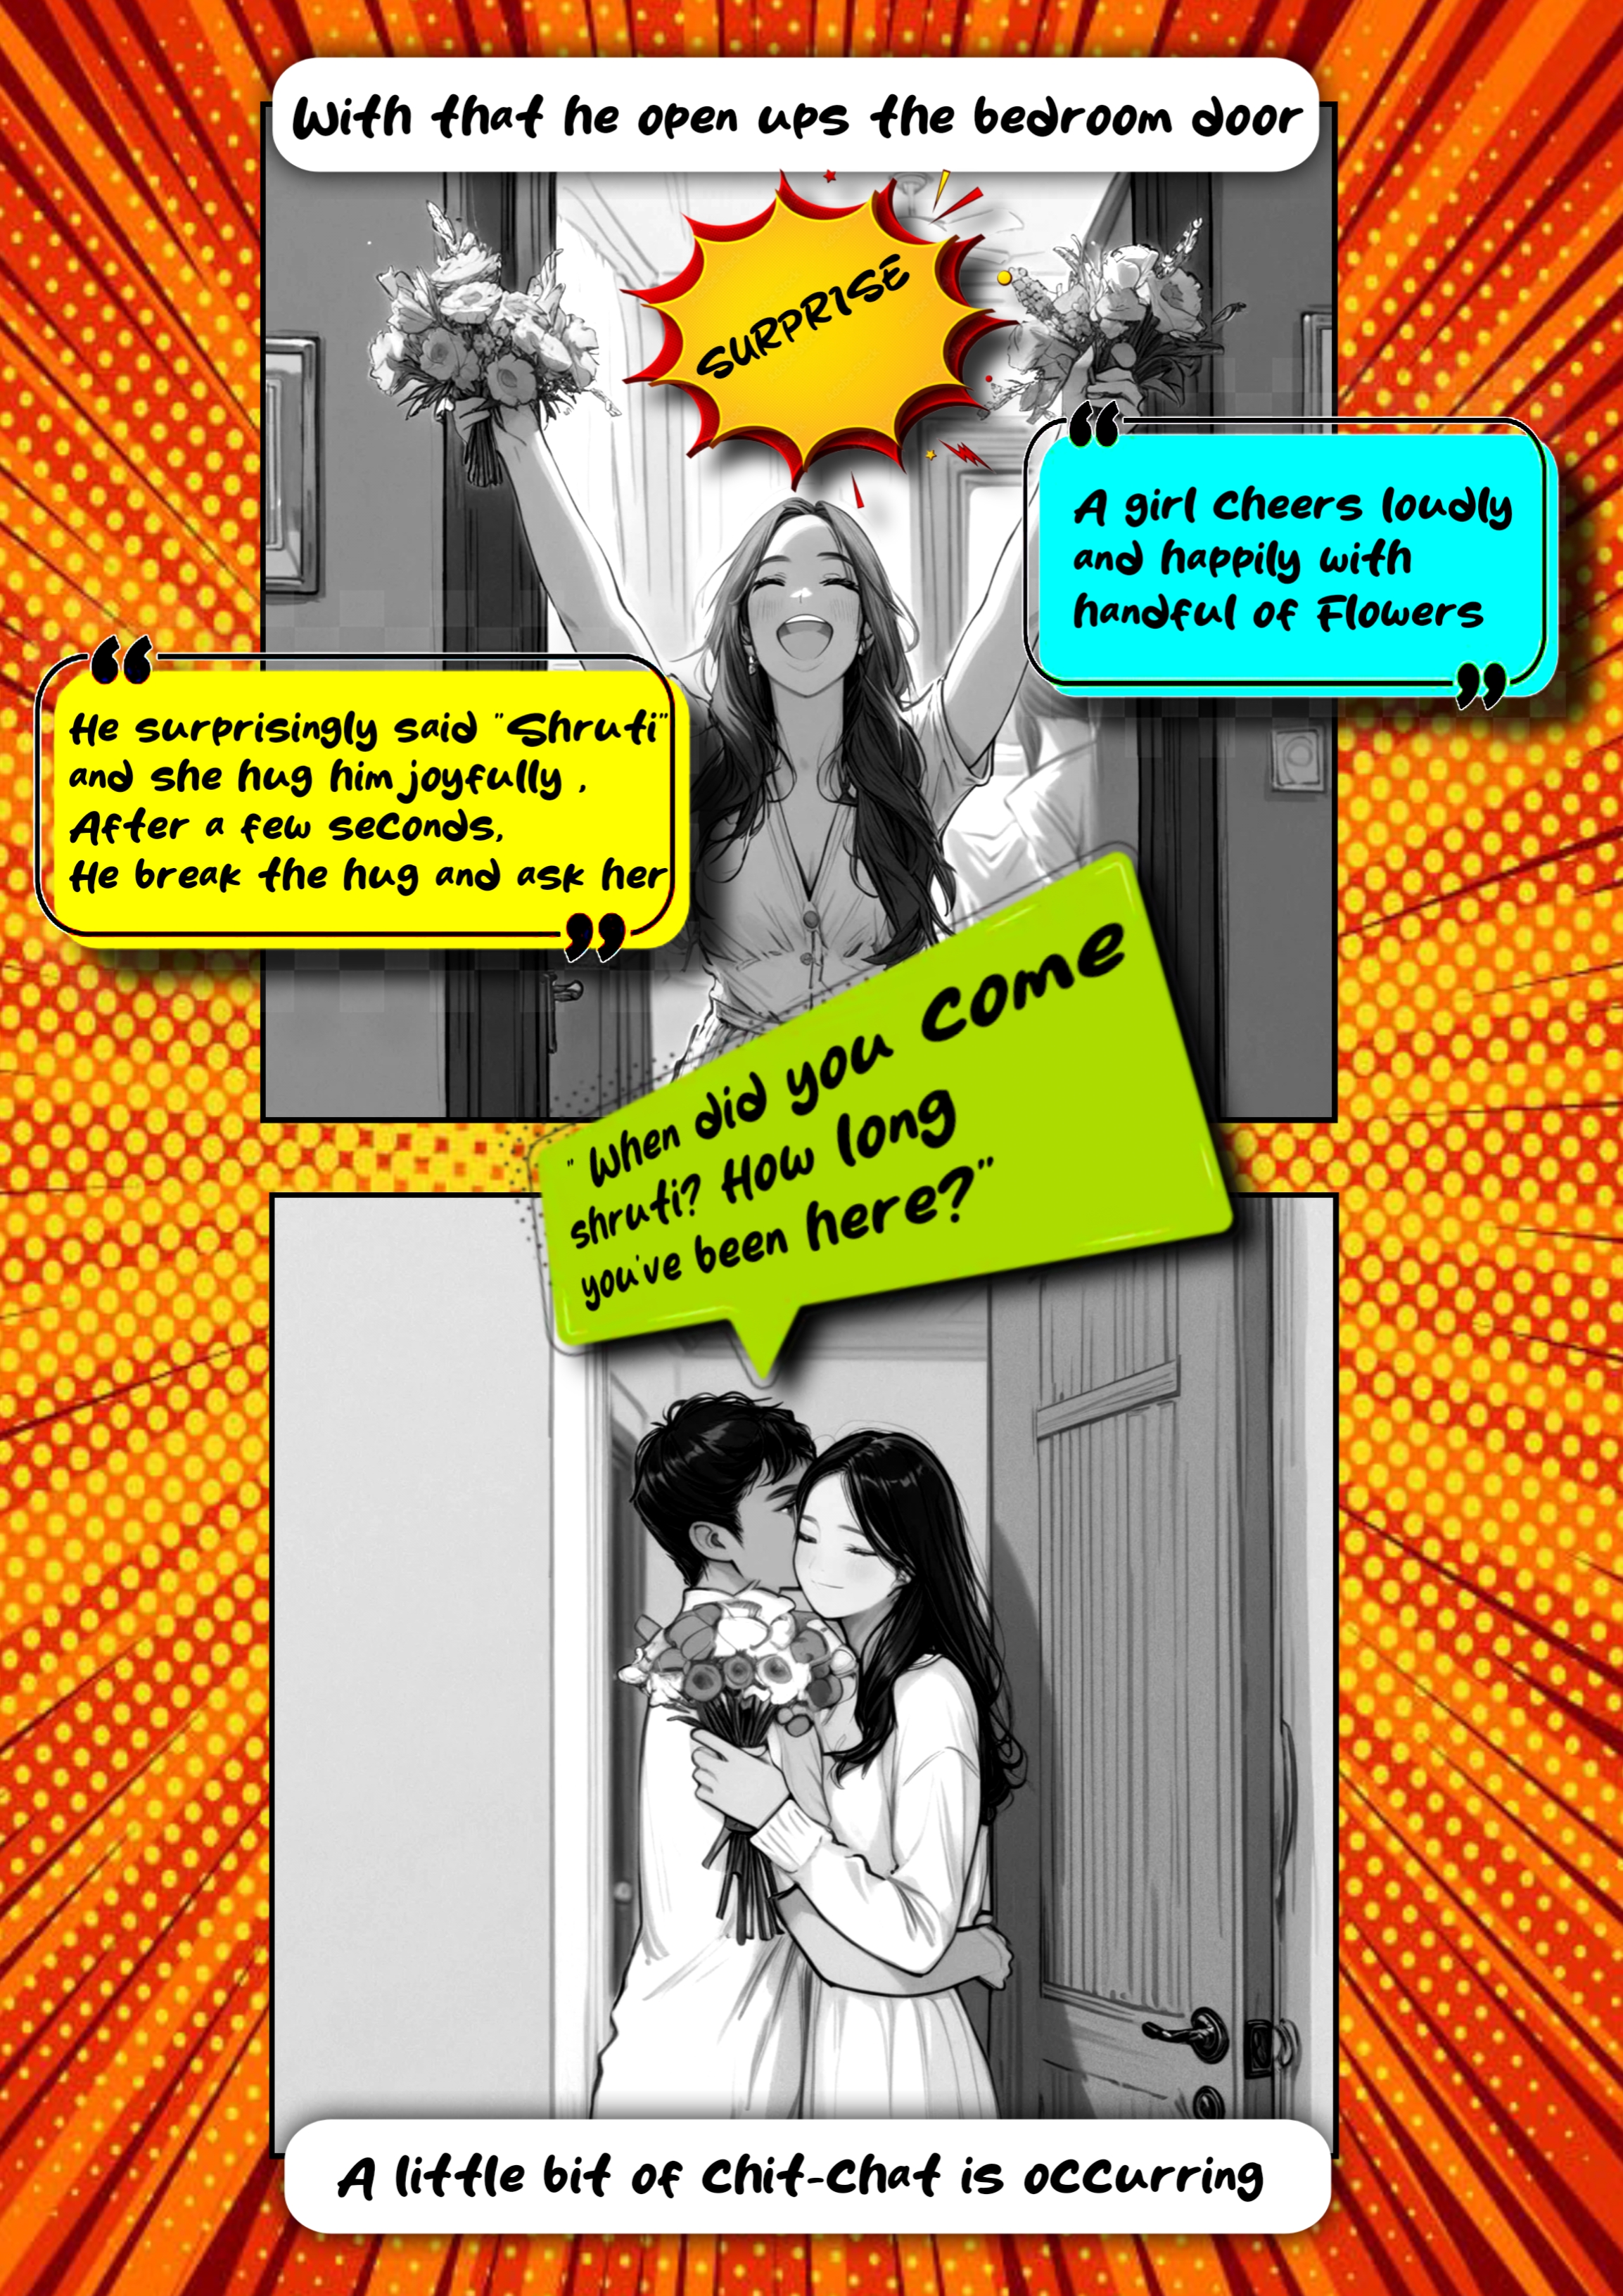 With that he open ups the bedroom door
SURPRISE
A girl cheers loudly
and happily with
handful of Flowers
He surprisingly said "Shruti"
and she hug him joyfully ,
After a few seconds,
He break the hug and ask her
" When did you come
shruti? How long
you've been here?"
A little bit of chit-chat is occurring